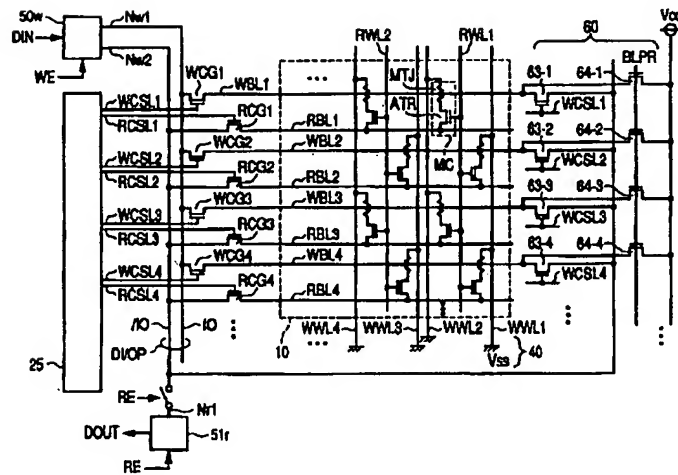 50w
Nw1
60
Vcc
DIN
RWL2
RWL1
Nw2
MTJ
BLPR
WE
WCG1
WBL1
...
63-1
64-1
ATR
WCSL1
RCG1
RBL1
WCSL1
RCSL1
WCG2
WBL2
63-2
64-2
MC
WCSL2
RCG2
RBL2
WCSL2
RCSL2
WCG3
WBL3
63-3
64-3
WCSL3
RCG3
RBL3
WCSL3
RCSL3
WCG4
WBL4
63-4
64-4
WCSL4
RCG4
RBL4
WCSL4
RCSL4
/IO
IO
10
WWL4
WWL3
WWL2
WWL1
...
Vss
40
25
DI/OP
RE
Nr1
DOUT
51r
RE